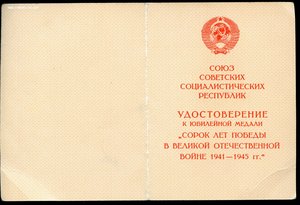 СОЮЗ
СОВЕТСКИХ
СОЦИАЛИСТИЧЕСКИХ
РЕСПУБЛИК
УДОСТОВЕРЕНИЕ
К ЮБИЛЕЙНОЙ МЕДАЛИ
„СОРОК ЛЕТ ПОБЕДЫ
В ВЕЛИКОЙ ОТЕЧЕСТВЕННОЙ
ВОЙНЕ 1941—1945 гг.“